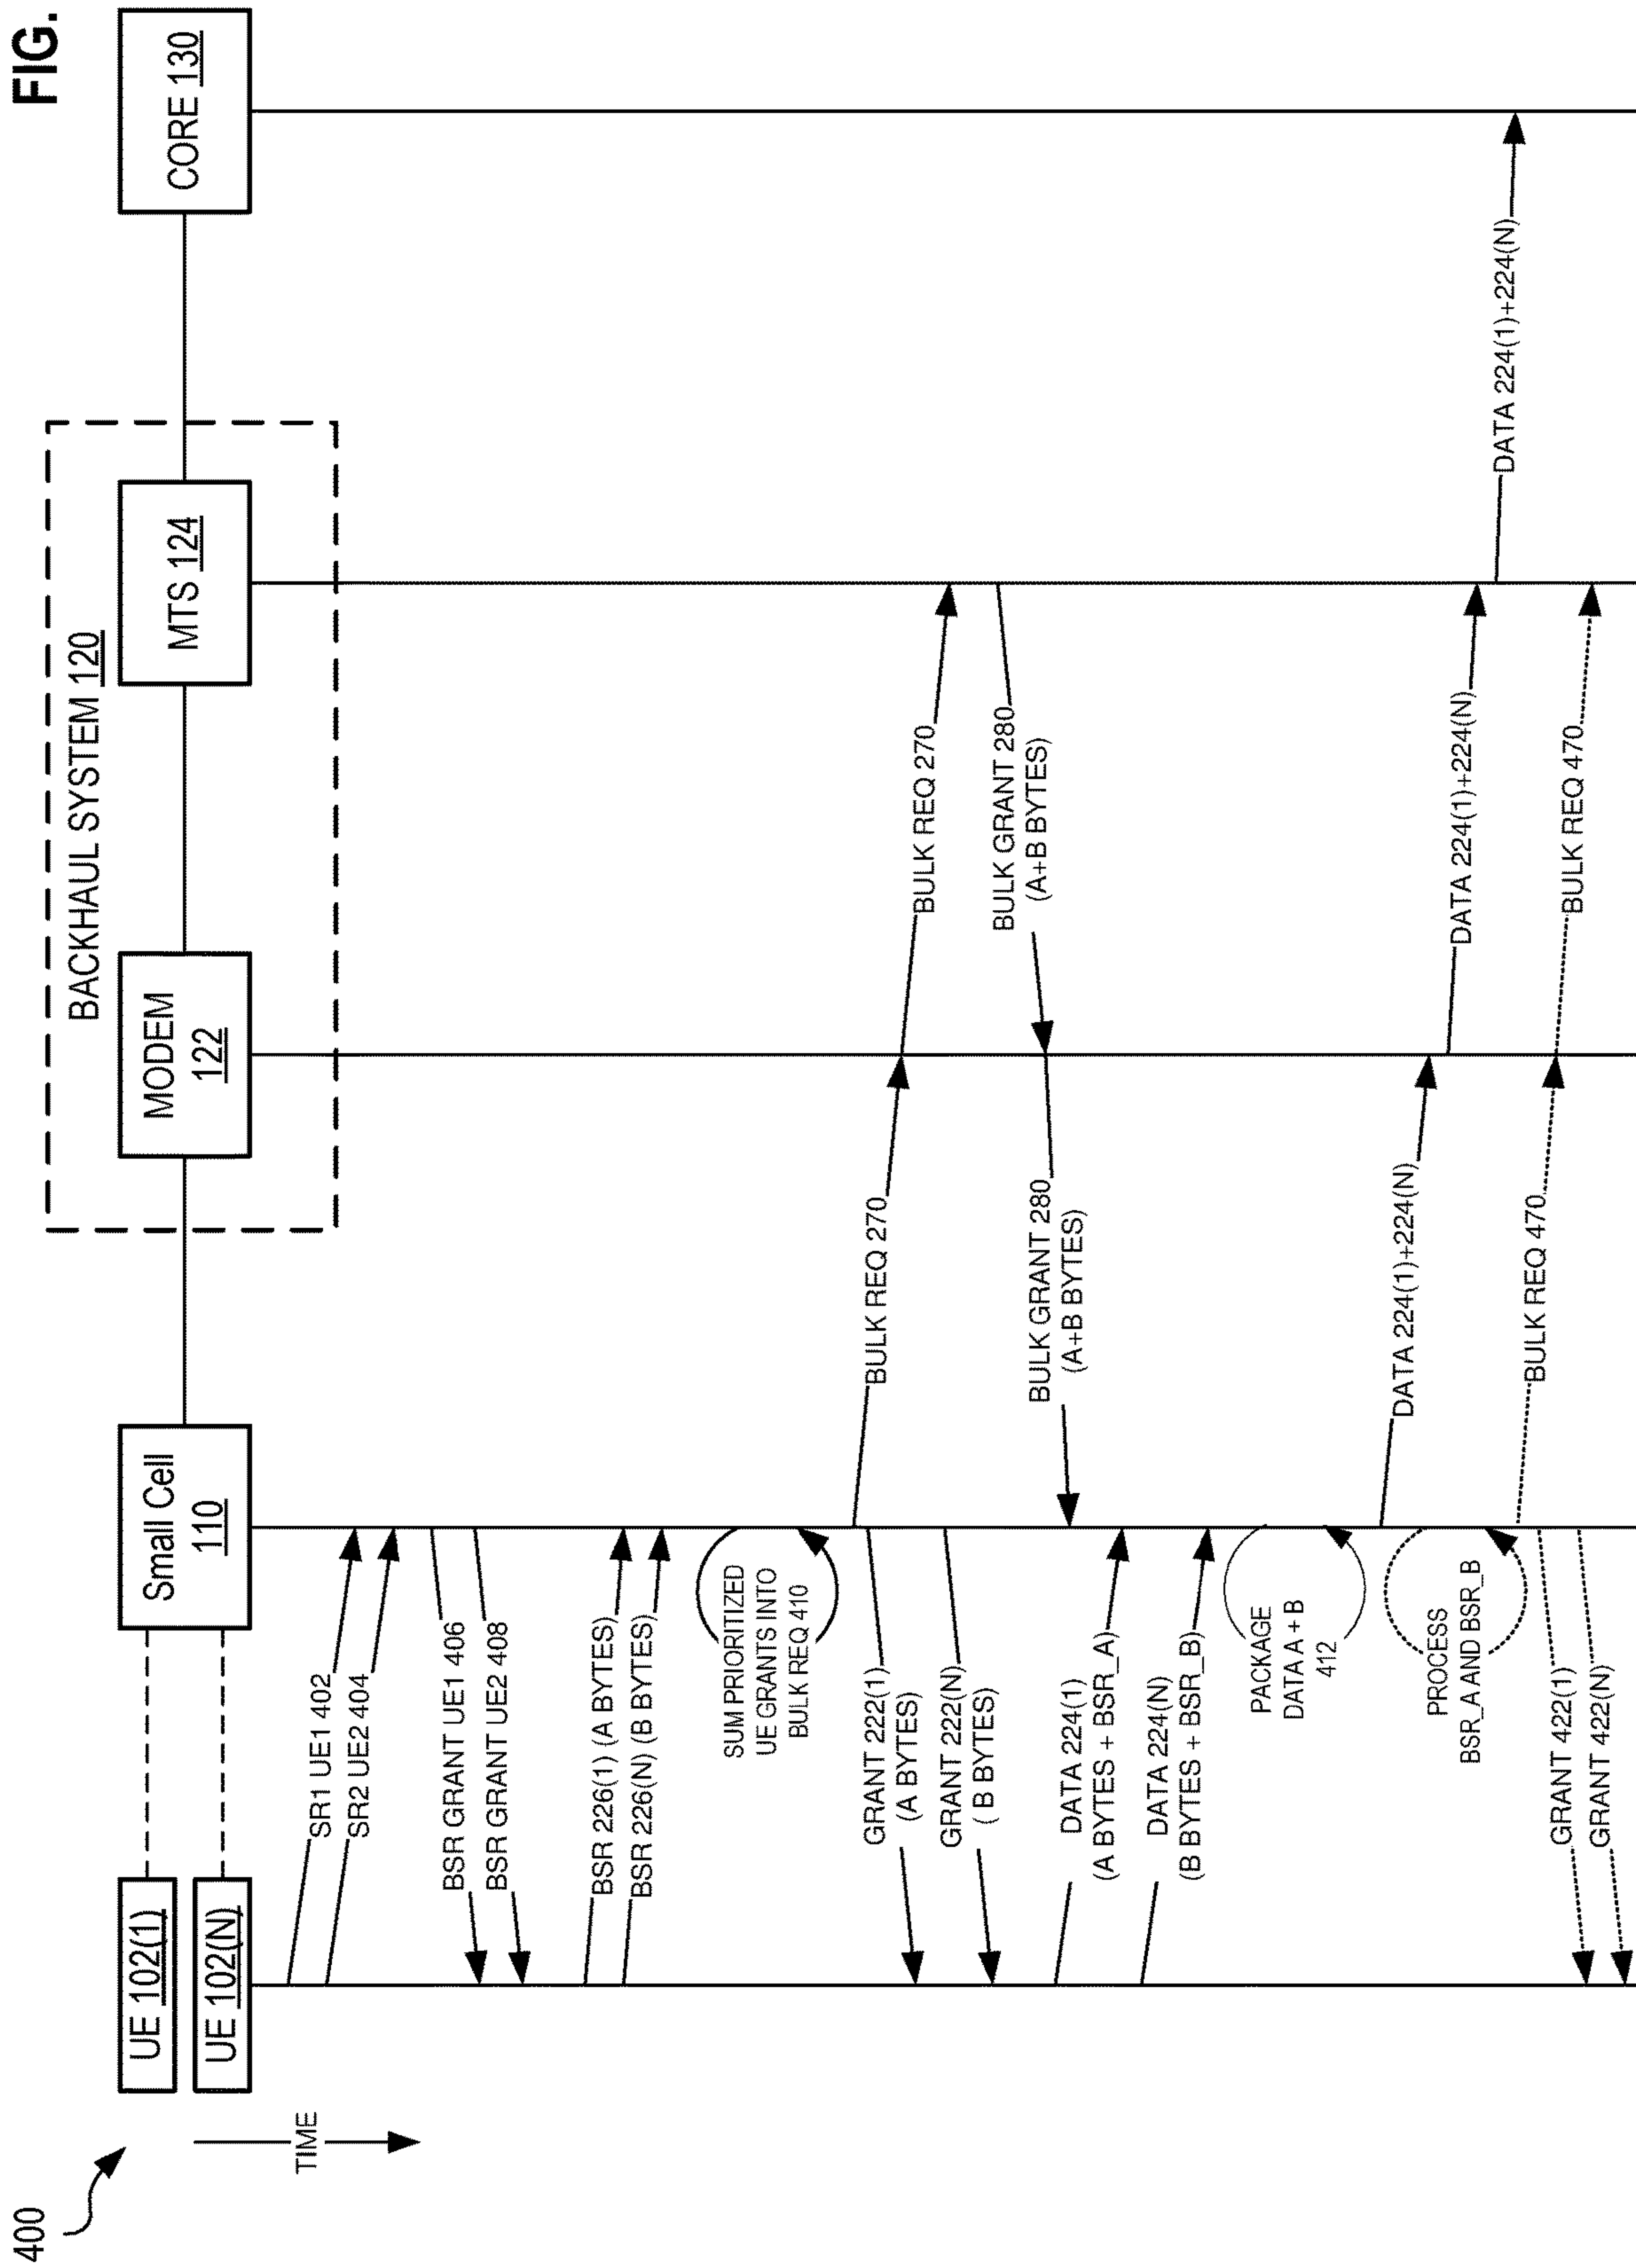 FIG.
400
TIME
UE 102(1)
UE 102(N)
Small Cell
110
BACKHAUL SYSTEM 120
MODEM
122
MTS 124
CORE 130
SR1 UE1 402
SR2 UE2 404
BSR GRANT UE1 406
BSR GRANT UE2 408
BSR 226(1) (A BYTES)
BSR 226(N) (B BYTES)
SUM PRIORITIZED
UE GRANTS INTO
BULK REQ 410
BULK REQ 270
BULK REQ 270
GRANT 222(1)
(A BYTES)
GRANT 222(N)
( B BYTES)
BULK GRANT 280
(A+B BYTES)
BULK GRANT 280
(A+B BYTES)
DATA 224(1)
(A BYTES + BSR_A)
DATA 224(N)
(B BYTES + BSR_B)
PACKAGE
DATA A + B
412
DATA 224(1)+224(N)
DATA 224(1)+224(N)
DATA 224(1)+224(N)
PROCESS
BSR_A AND BSR_B
BULK REQ 470
BULK REQ 470
GRANT 422(1)
GRANT 422(N)